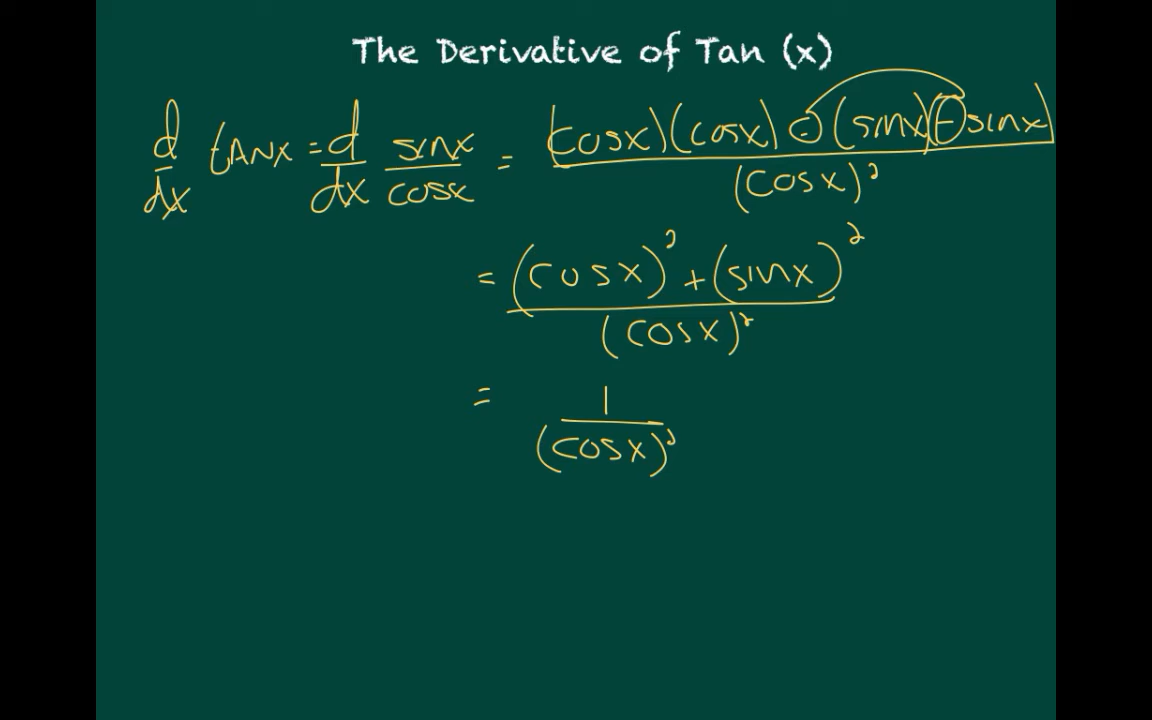 The Derivative of Tan (x)
d/dx tanx = d/dx sinx/cosx = (cosx)(cosx) - (sinx)(-sinx)/(cosx)²
= (cosx)² + (sinx)²/(cosx)²
= 1/(cosx)²